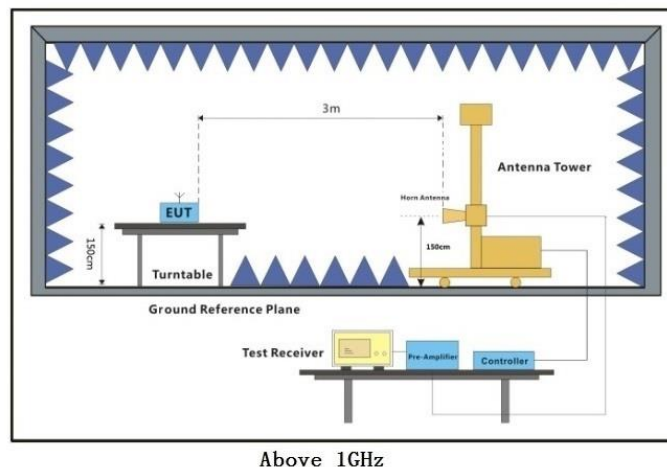 3m
Antenna Tower
Horn Antenna
EUT
150cm
150cm
Turntable
Ground Reference Plane
Test Receiver
Pre-Amplifier
Controller
Above 1GHz